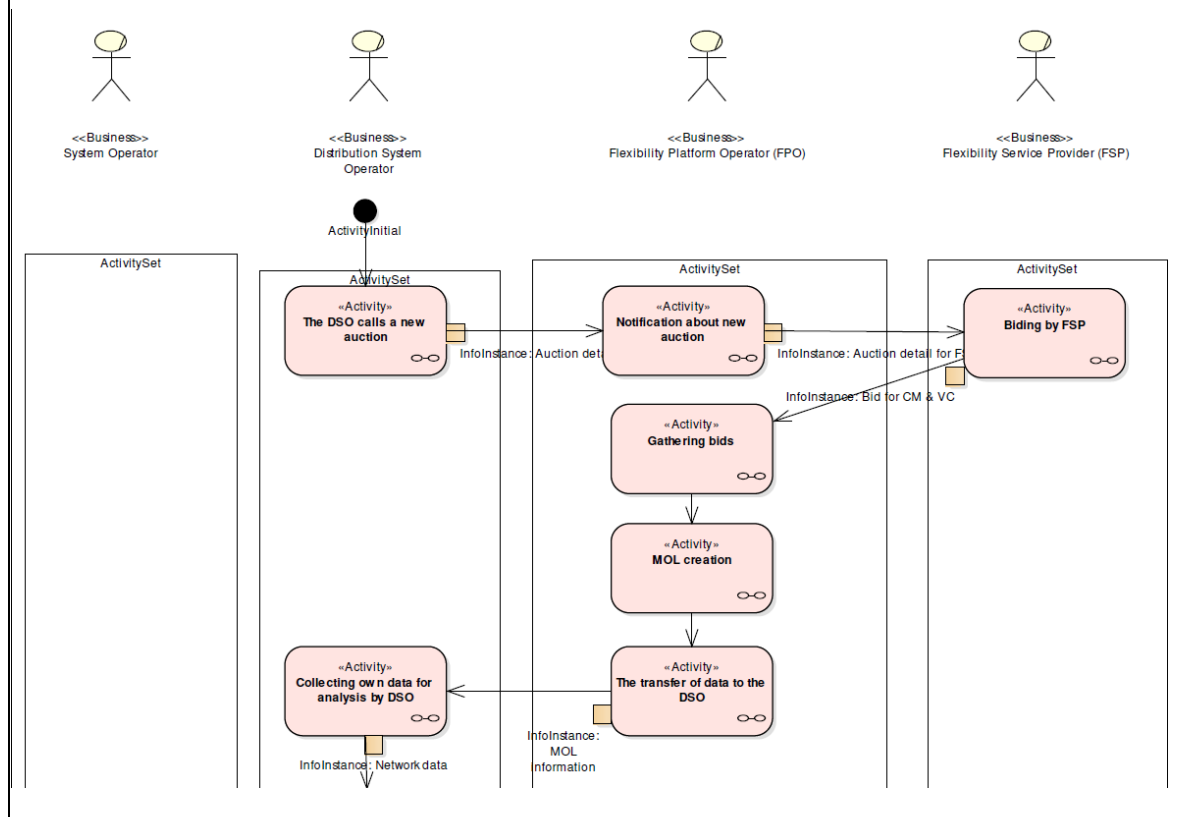 <<Business>>
System Operator
<<Business>>
Distribution System
Operator
<<Business>>
Flexibility Platform Operator (FPO)
<<Business>>
Flexibility Service Provider (FSP)
ActivityInitial
ActivitySet
ActivitySet
ActivitySet
ActivitySet
«Activity»
The DSO calls a new
auction
InfoInstance: Auction deta
«Activity»
Notification about new
auction
InfoInstance: Auction detail for FS
«Activity»
Biding by FSP
InfoInstance: Bid for CM & VC
«Activity»
Gathering bids
«Activity»
MOL creation
«Activity»
The transfer of data to the
DSO
InfoInstance:
MOL
Information
«Activity»
Collecting own data for
analysis by DSO
InfoInstance: Network data